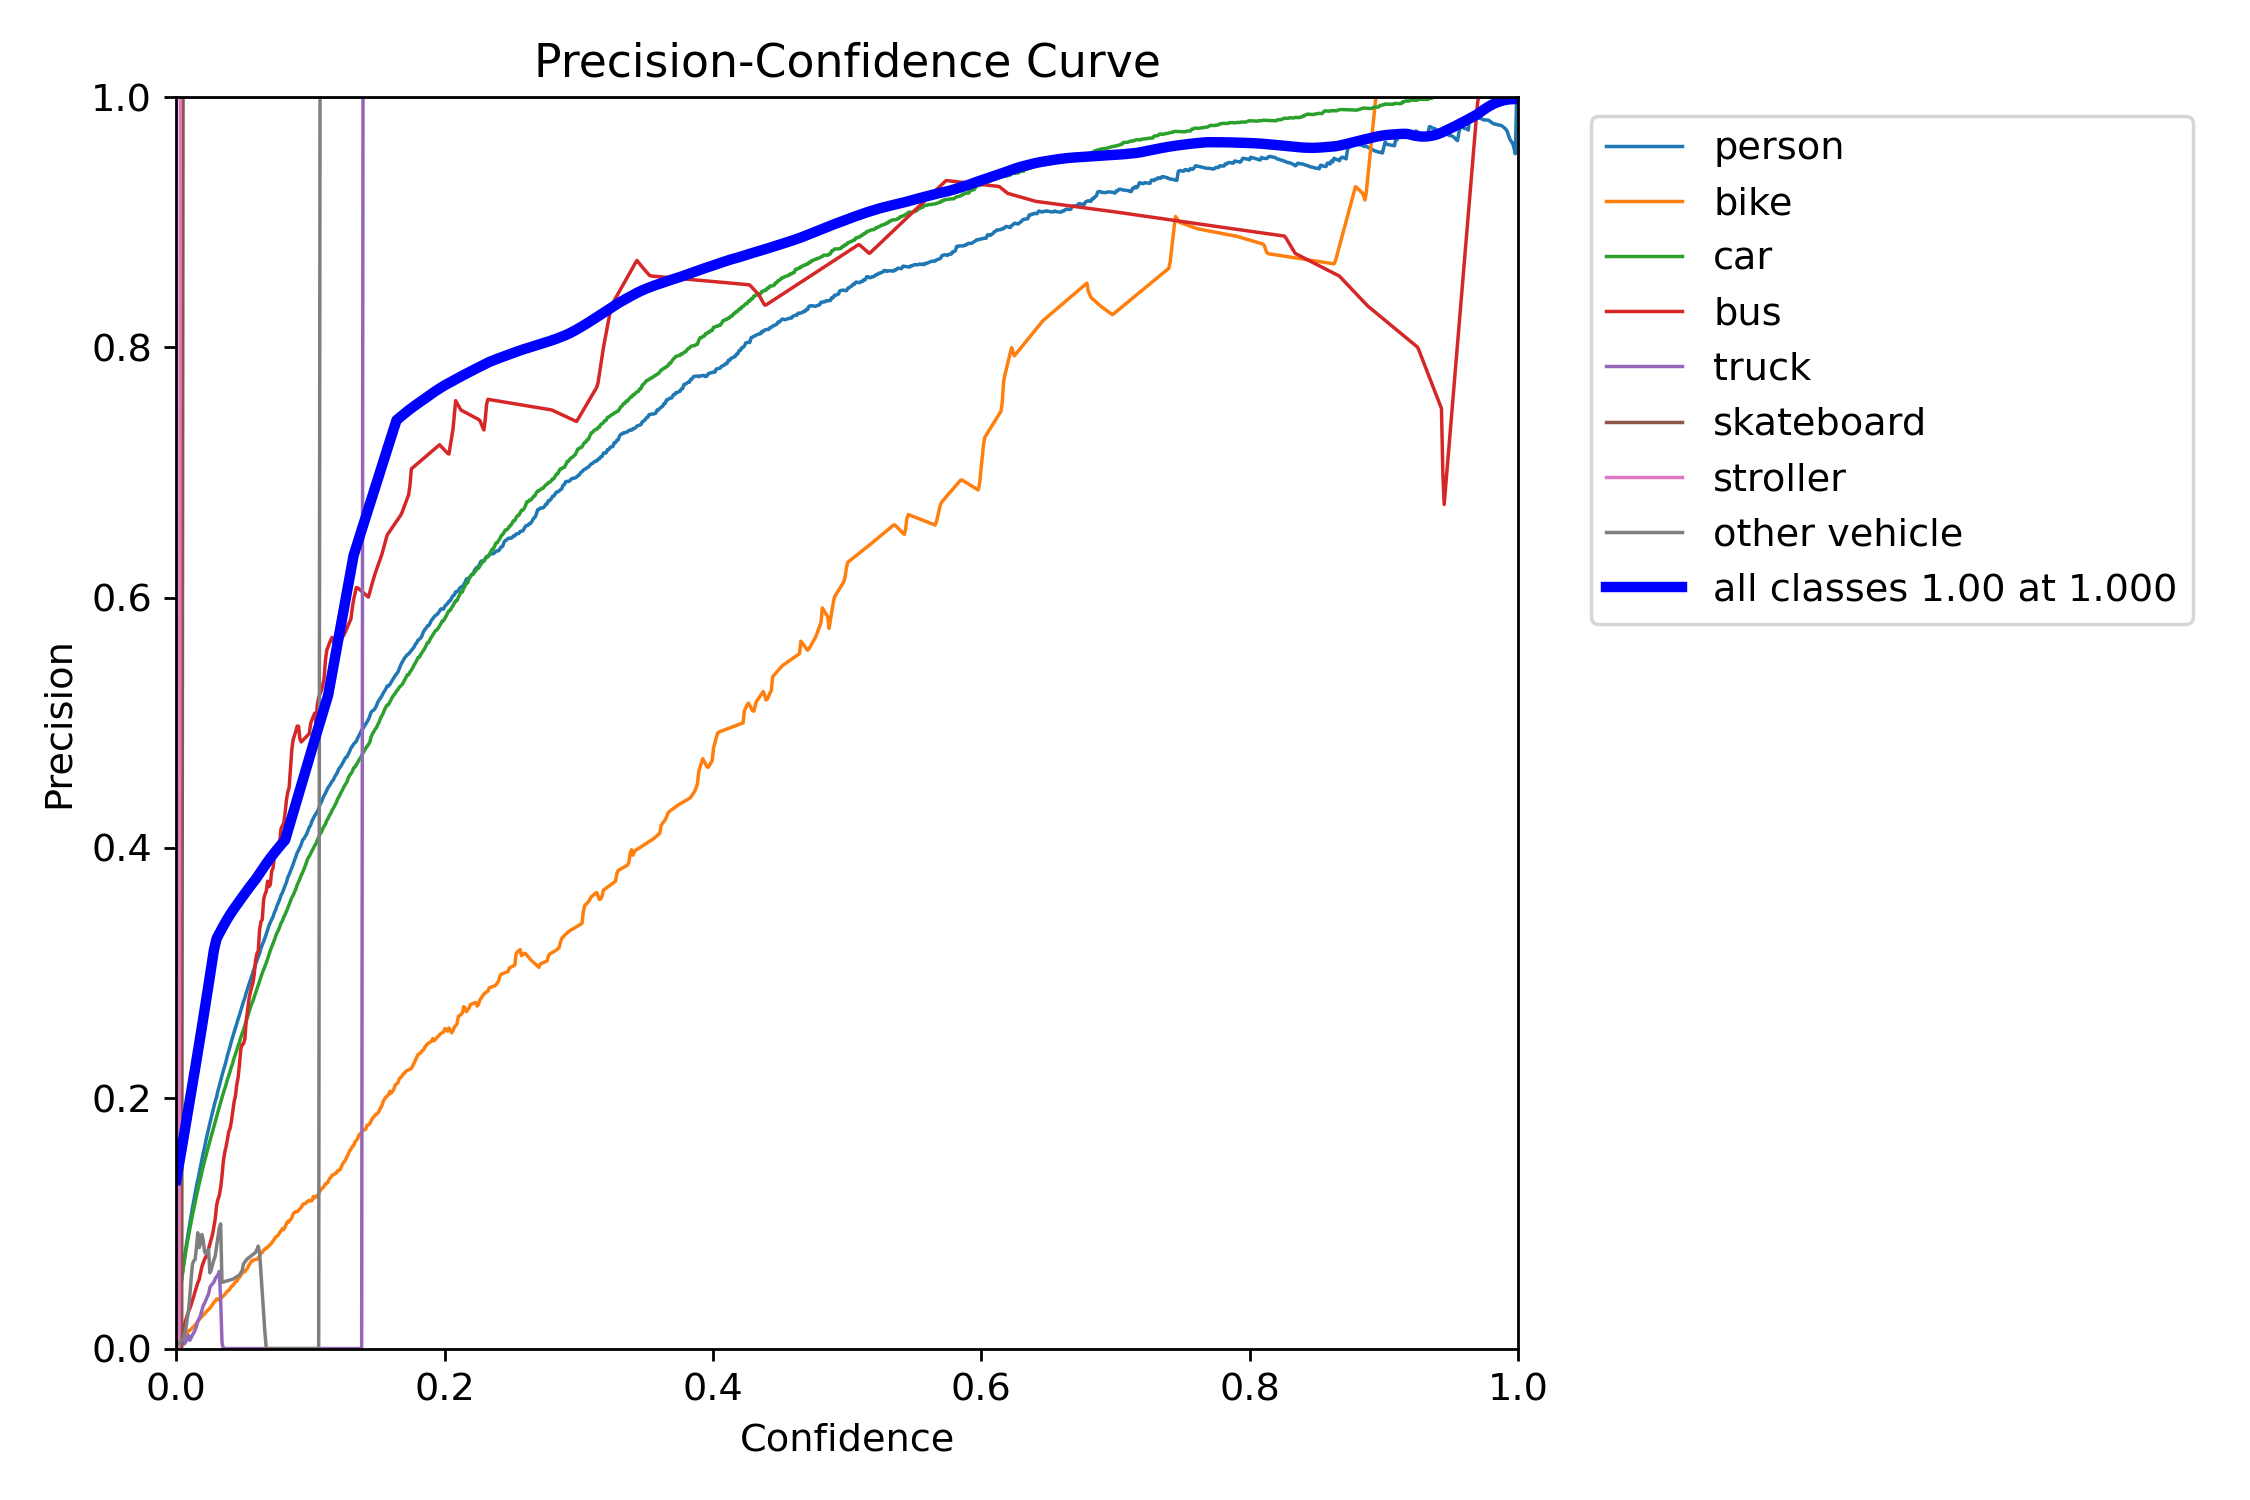 Precision-Confidence Curve
1.0
0.8
0.6
0.4
0.2
0.0
Precision
0.0 0.2 0.4 0.6 0.8 1.0
Confidence
person
bike
car
bus
truck
skateboard
stroller
other vehicle
all classes 1.00 at 1.000